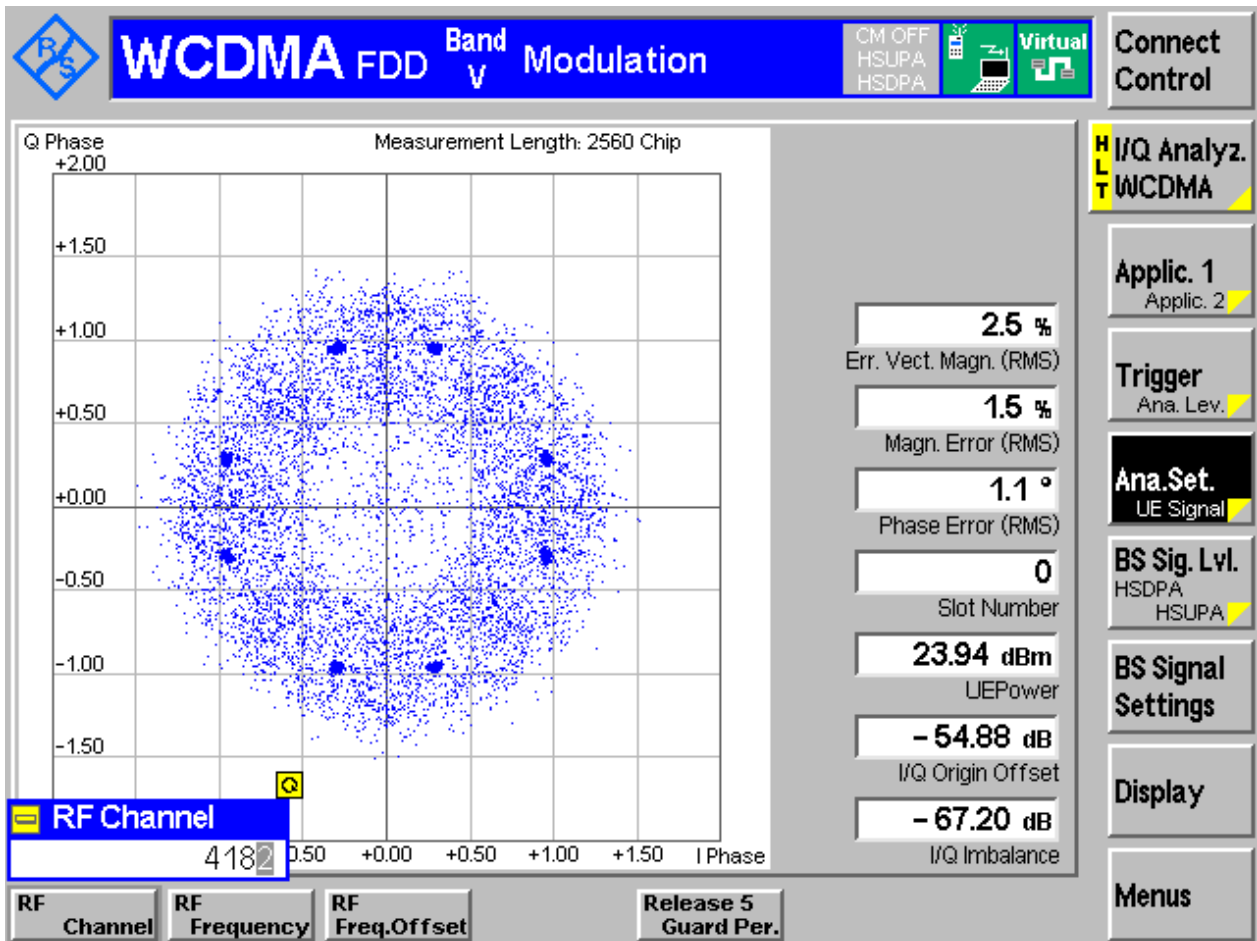 R&S
WCDMA FDD Band V Modulation
CM OFF
HSUPA
HSDPA
Virtual
Connect
Control
Q Phase
Measurement Length: 2560 Chip
+2.00
+1.50
+1.00
+0.50
+0.00
-0.50
-1.00
-1.50
0.50 +0.00 +0.50 +1.00 +1.50 I Phase
Q
RF Channel
4182
2.5 %
Err. Vect. Magn. (RMS)
1.5 %
Magn. Error (RMS)
1.1 °
Phase Error (RMS)
0
Slot Number
23.94 dBm
UEPower
-54.88 dB
I/Q Origin Offset
-67.20 dB
I/Q Imbalance
HLT
I/Q Analyz.
WCDMA
Applic. 1
Applic. 2
Trigger
Ana. Lev.
Ana.Set.
UE Signal
BS Sig. Lvl.
HSDPA
HSUPA
BS Signal
Settings
Display
Menus
RF
Channel
RF
Frequency
RF
Freq.Offset
Release 5
Guard Per.